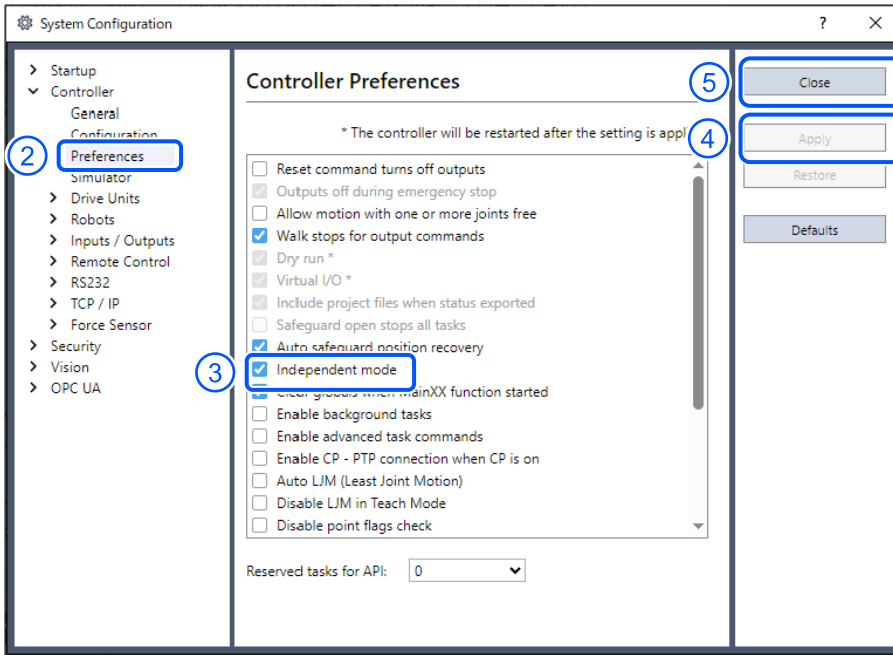 System Configuration
?
Startup
Controller
General
Configuration
Preferences
Simulator
Drive Units
Robots
Inputs / Outputs
Remote Control
RS232
TCP / IP
Force Sensor
Security
Vision
OPC UA
2
Controller Preferences
* The controller will be restarted after the setting is appl
Reset command turns off outputs
Outputs off during emergency stop
Allow motion with one or more joints free
Walk stops for output commands
Dry run *
Virtual I/O *
Include project files when status exported
Safeguard open stops all tasks
Auto safeguard position recovery
3
Independent mode
Clear globals when MainXX function started
Enable background tasks
Enable advanced task commands
Enable CP - PTP connection when CP is on
Auto LJM (Least Joint Motion)
Disable LJM in Teach Mode
Disable point flags check
Reserved tasks for API:
0
5
Close
4
Apply
Restore
Defaults